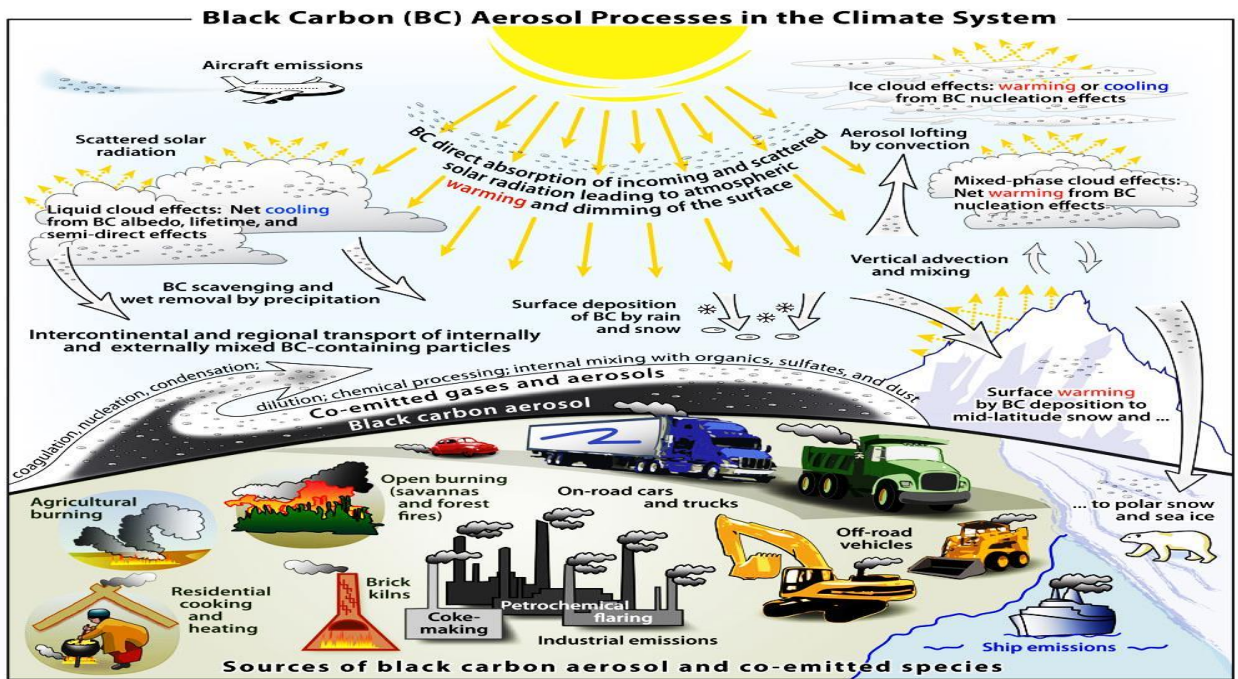 Black Carbon (BC) Aerosol Processes in the Climate System
Aircraft emissions
Ice cloud effects: warming or cooling
from BC nucleation effects
Scattered solar
radiation
BC direct absorption of incoming and scattered
solar radiation leading to atmospheric
warming and dimming of the surface
Aerosol lofting
by convection
Mixed-phase cloud effects:
Net warming from BC
nucleation effects
Liquid cloud effects: Net cooling
from BC albedo, lifetime, and
semi-direct effects
Vertical advection
and mixing
BC scavenging and
wet removal by precipitation
Surface deposition
of BC by rain
and snow
Intercontinental and regional transport of internally
and externally mixed BC-containing particles
coagulation, nucleation, condensation;
dilution; chemical processing; internal mixing with organics, sulfates, and dust
Co-emitted gases and aerosols
Black carbon aerosol
Surface warming
by BC deposition to
mid-latitude snow and ...
... to polar snow
and sea ice
Agricultural
burning
Open burning
(savannas
and forest
fires)
On-road cars
and trucks
Off-road
vehicles
Residential
cooking
and
heating
Brick
kilns
Coke-
making
Petrochemical
flaring
Industrial emissions
Ship emissions
Sources of black carbon aerosol and co-emitted species